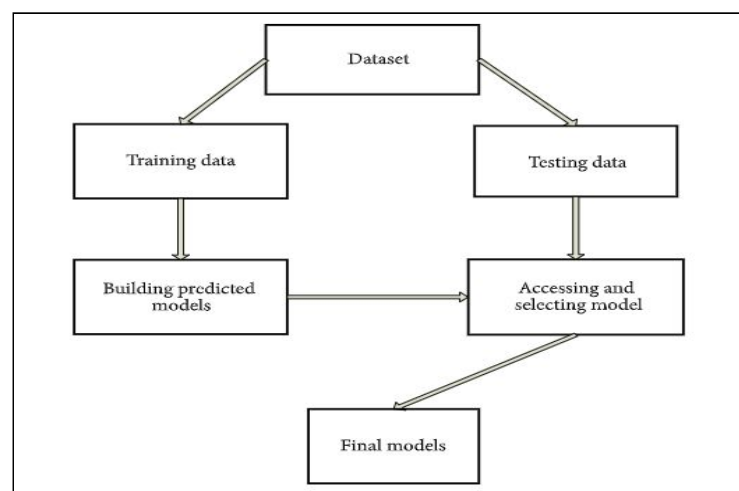 Dataset
Training data
Testing data
Building predicted
models
Accessing and
selecting model
Final models